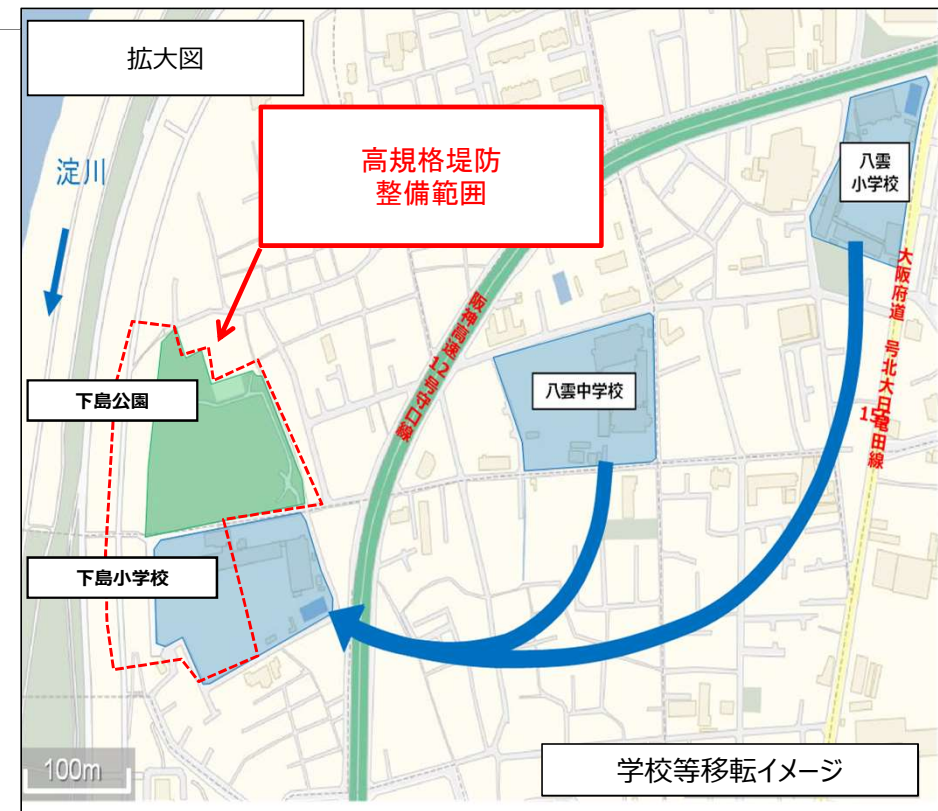 拡大図
高規格堤防
整備範囲
淀川
八雲
小学校
大阪府道 号北大日竜田線
15
阪神高速12号守口線
八雲中学校
下島公園
下島小学校
100m
学校等移転イメージ